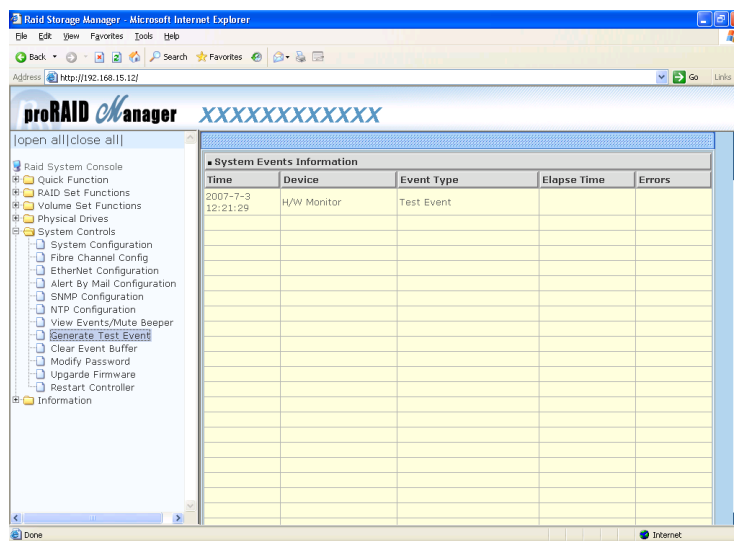 Raid Storage Manager - Microsoft Internet Explorer
File Edit View Favorites Tools Help
Back Search Favorites
Address http://192.168.15.12/ Go Links
proRAID Manager XXXXXXXXXXXX
|open all|close all|
Raid System Console
Quick Function
RAID Set Functions
Volume Set Functions
Physical Drives
System Controls
System Configuration
Fibre Channel Config
EtherNet Configuration
Alert By Mail Configuration
SNMP Configuration
NTP Configuration
View Events/Mute Beeper
Generate Test Event
Clear Event Buffer
Modify Password
Upgarde Firmware
Restart Controller
Information
System Events Information
Time Device Event Type Elapse Time Errors
2007-7-3
12:21:29 H/W Monitor Test Event
Done Internet